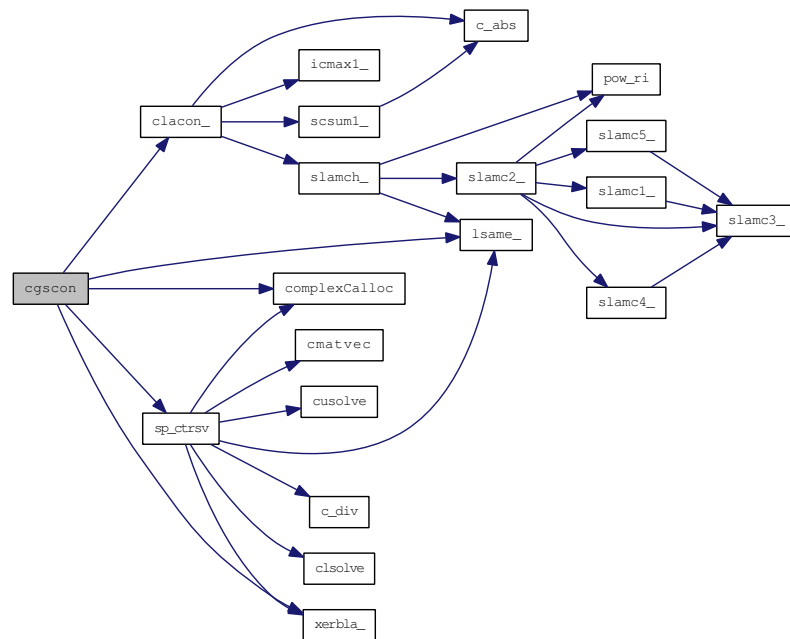 c_abs
icmax1_
pow_ri
clacon_
scsum1_
slamc5_
slamch_
slamc2_
slamc1_
slamc3_
lsame_
cgscon
complexCalloc
slamc4_
cmatvec
cusolve
sp_ctrsv
c_div
clsolve
xerbla_